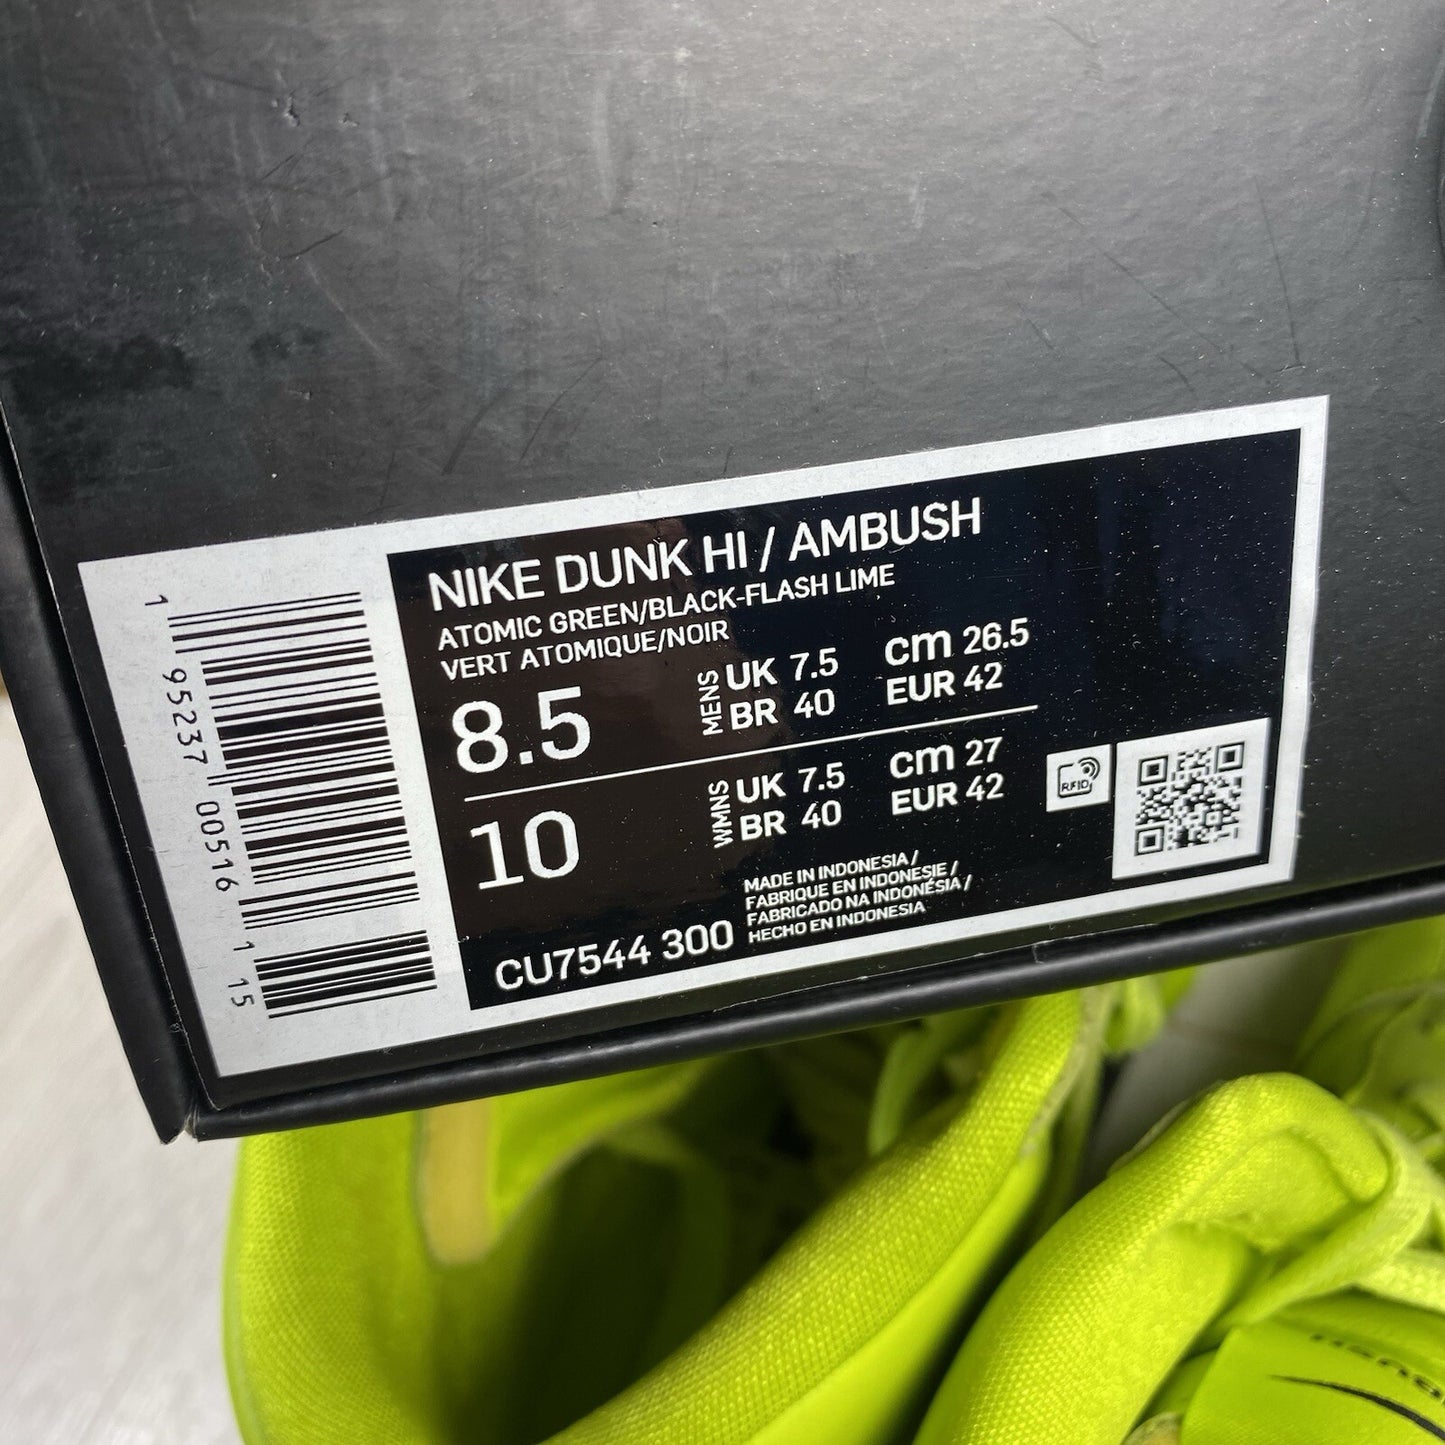 NIKE DUNK HI / AMBUSH
ATOMIC GREEN/BLACK-FLASH LIME
VERT ATOMIQUE/NOIR
8.5
MENS
UK 7.5 cm 26.5
BR 40 EUR 42
10
WMNS
UK 7.5 cm 27
BR 40 EUR 42
RFID
CU7544 300
MADE IN INDONESIA /
FABRIQUE EN INDONESIE /
FABRICADO NA INDONÉSIA /
HECHO EN INDONESIA
1 95237 00516 1 15